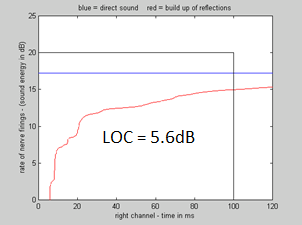 blue = direct sound red = build up of reflections
rate of nerve firings - (sound energy in dB)
25
20
15
10
5
0
LOC = 5.6dB
0 20 40 60 80 100 120
right channel - time in ms